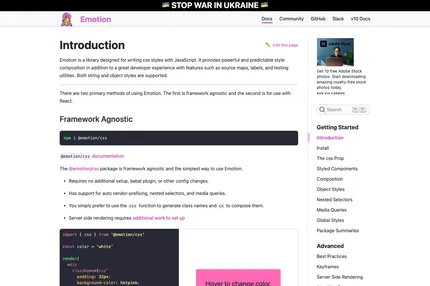 🇺🇦 STOP WAR IN UKRAINE 🇺🇦
Emotion
Docs Community GitHub Slack v10 Docs
Introduction
Edit this page
Emotion is a library designed for writing css styles with JavaScript. It provides powerful and predictable style
composition in addition to a great developer experience with features such as source maps, labels, and testing
utilities. Both string and object styles are supported.
There are two primary methods of using Emotion. The first is framework agnostic and the second is for use with
React.
Framework Agnostic
npm i @emotion/css
@emotion/css documentation
The @emotion/css package is framework agnostic and the simplest way to use Emotion.
• Requires no additional setup, babel plugin, or other config changes.
• Has support for auto vendor-prefixing, nested selectors, and media queries.
• You simply prefer to use the css function to generate class names and cx to compose them.
• Server side rendering requires additional work to set up
import { css } from '@emotion/css'
const color = 'white'
render(
<div
className={css`
padding: 32px;
background-color: hotpink;
Hover to change color.
Get 10 free Adobe Stock
photos. Start downloading
amazing royalty-free stock
photos today.
Search
Getting Started
Introduction
Install
The css Prop
Styled Components
Composition
Object Styles
Nested Selectors
Media Queries
Global Styles
Package Summaries
Advanced
Best Practices
Keyframes
Server Side Rendering